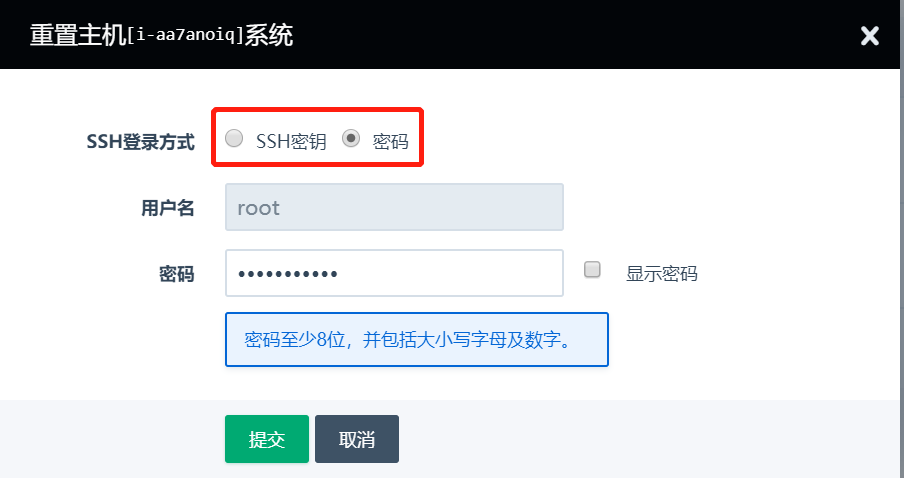 重置主机[i-aa7anoiq]系统
SSH登录方式 SSH密钥 密码
用户名 root
密码 ••••••••••• 显示密码
密码至少8位，并包括大小写字母及数字。
提交 取消